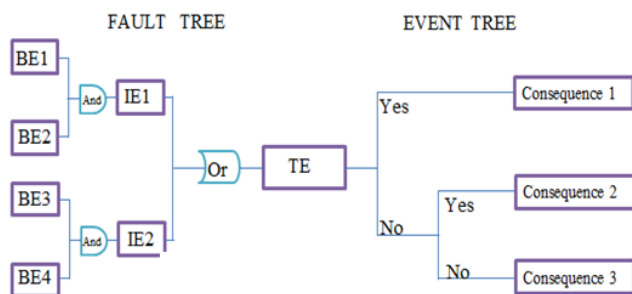 FAULT TREE
EVENT TREE
BE1
And
IE1
BE2
Or
TE
BE3
And
IE2
BE4
Yes
Consequence 1
No
Yes
Consequence 2
No
Consequence 3